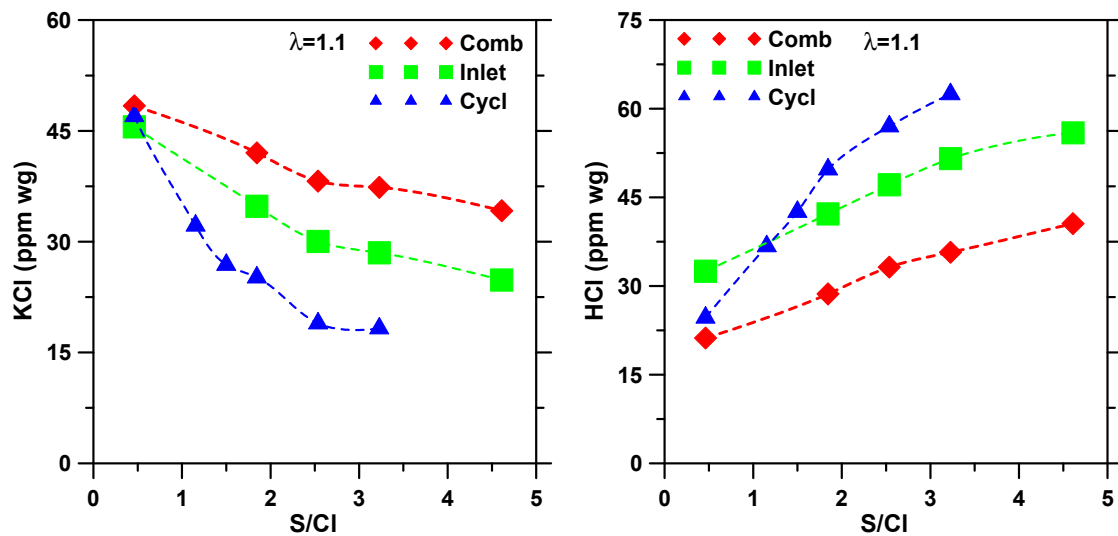 60
45
30
15
0
KCl (ppm wg)
λ=1.1
Comb
Inlet
Cycl
0 1 2 3 4 5
S/Cl
75
60
45
30
15
0
HCl (ppm wg)
Comb λ=1.1
Inlet
Cycl
0 1 2 3 4 5
S/Cl